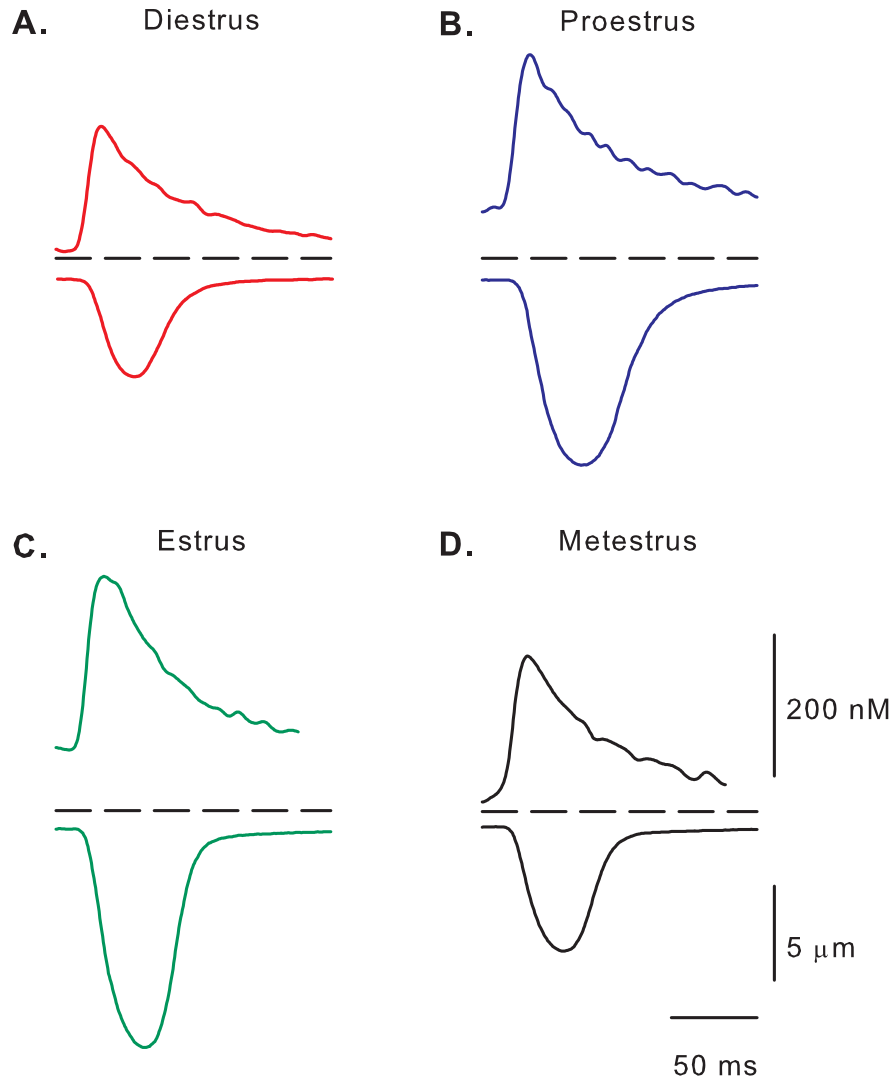 A. Diestrus
B. Proestrus
C. Estrus
D. Metestrus
200 nM
5 μm
50 ms